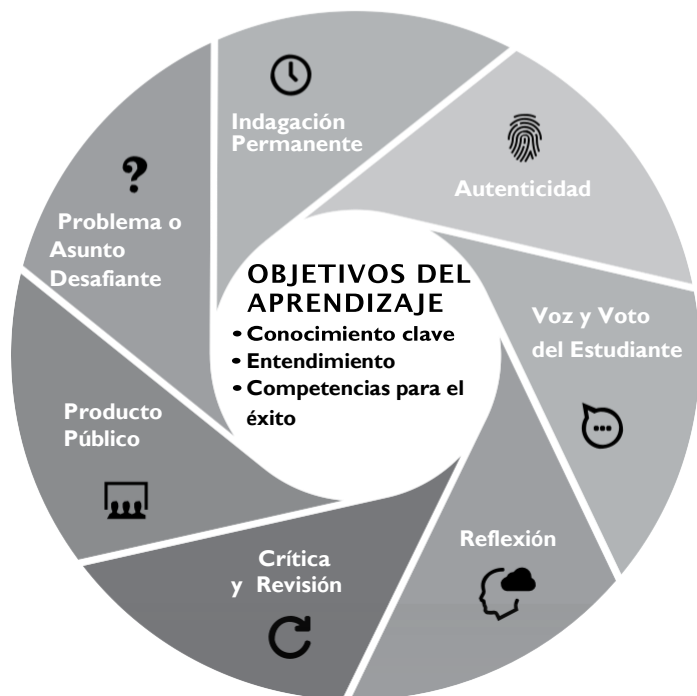 Indagación
Permanente
Autenticidad
Voz y Voto
del Estudiante
Reflexión
Crítica
y Revisión
Producto
Público
?
Problema o
Asunto
Desafiante
OBJETIVOS DEL
APRENDIZAJE
• Conocimiento clave
• Entendimiento
• Competencias para el
éxito